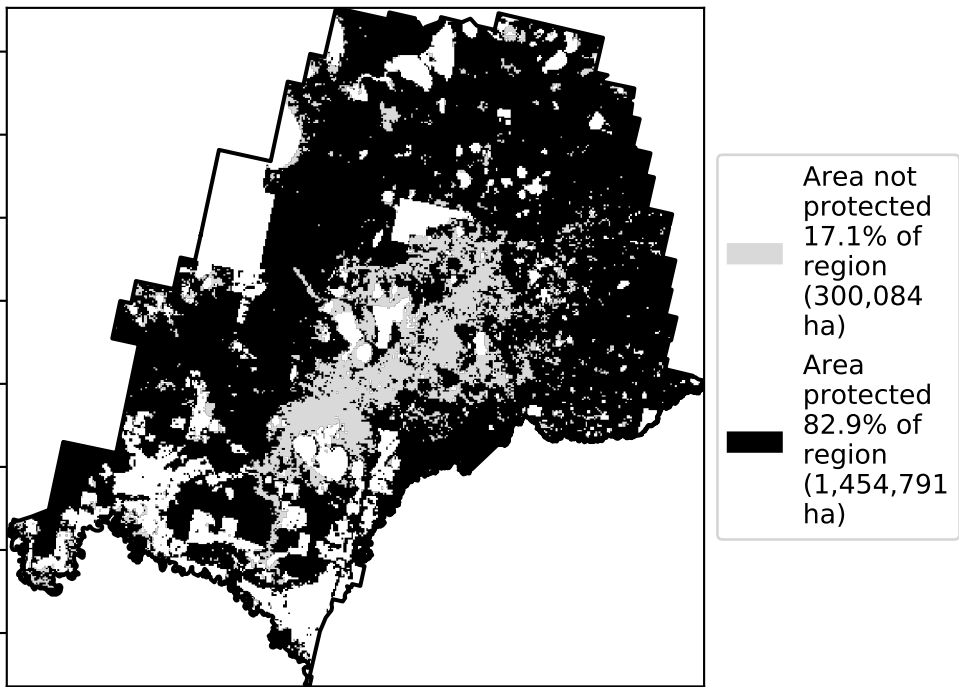 Area not
protected
17.1% of
region
(300,084
ha)
Area
protected
82.9% of
region
(1,454,791
ha)